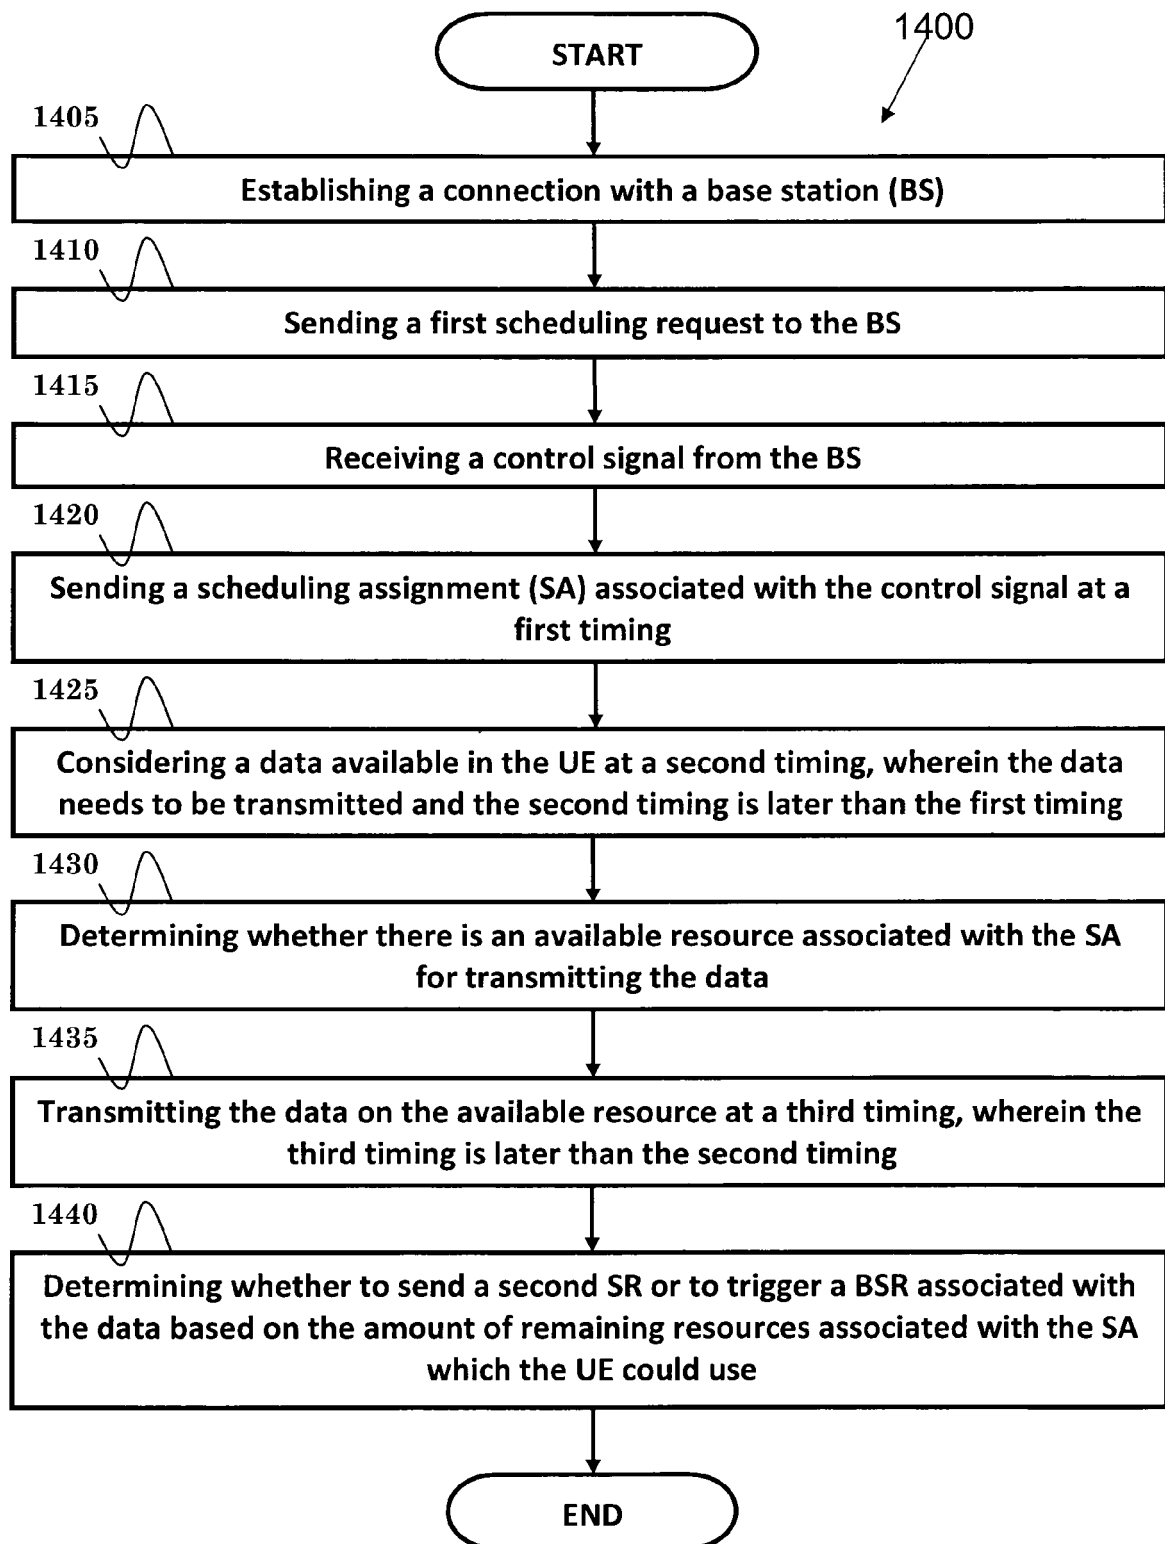 1400
START
1405
Establishing a connection with a base station (BS)
1410
Sending a first scheduling request to the BS
1415
Receiving a control signal from the BS
1420
Sending a scheduling assignment (SA) associated with the control signal at a
first timing
1425
Considering a data available in the UE at a second timing, wherein the data
needs to be transmitted and the second timing is later than the first timing
1430
Determining whether there is an available resource associated with the SA
for transmitting the data
1435
Transmitting the data on the available resource at a third timing, wherein the
third timing is later than the second timing
1440
Determining whether to send a second SR or to trigger a BSR associated with
the data based on the amount of remaining resources associated with the SA
which the UE could use
END